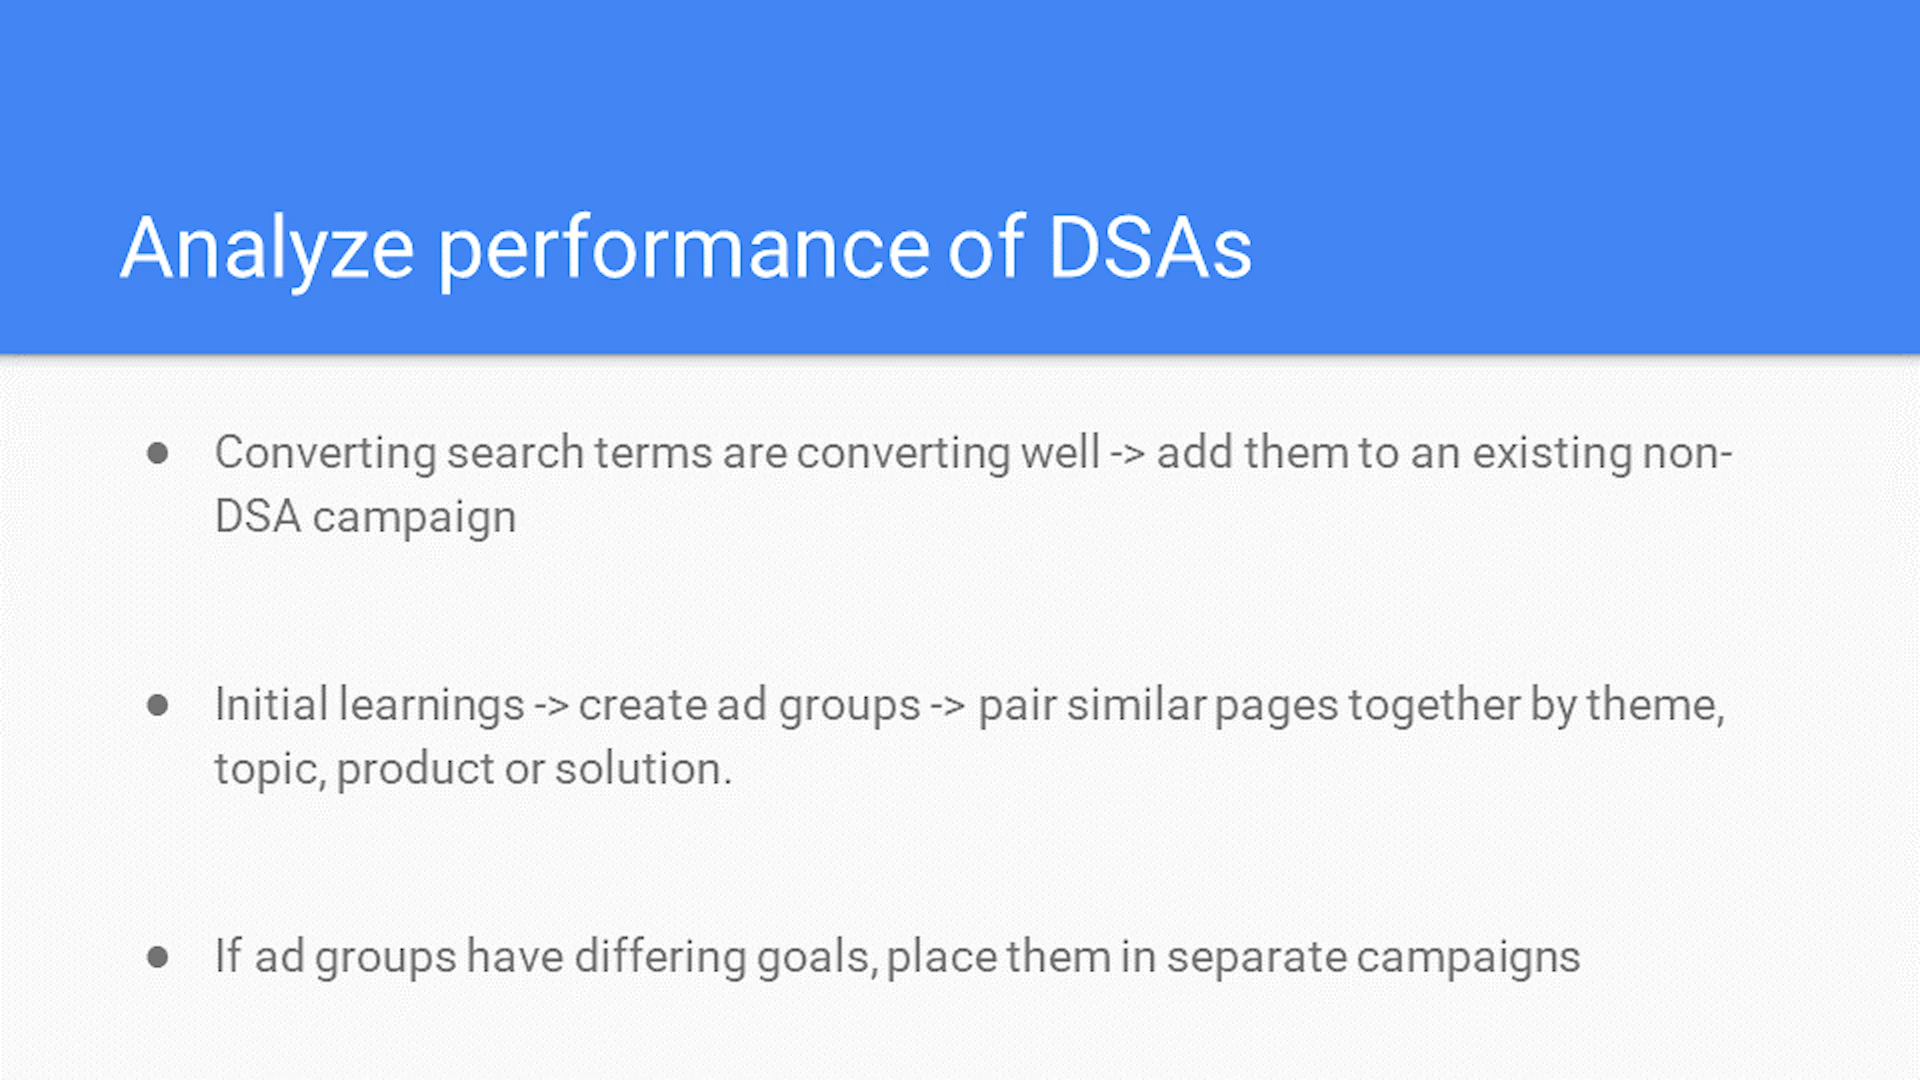 Analyze performance of DSAs
● Converting search terms are converting well -> add them to an existing non-
DSA campaign
● Initial learnings -> create ad groups -> pair similar pages together by theme,
topic, product or solution.
● If ad groups have differing goals, place them in separate campaigns